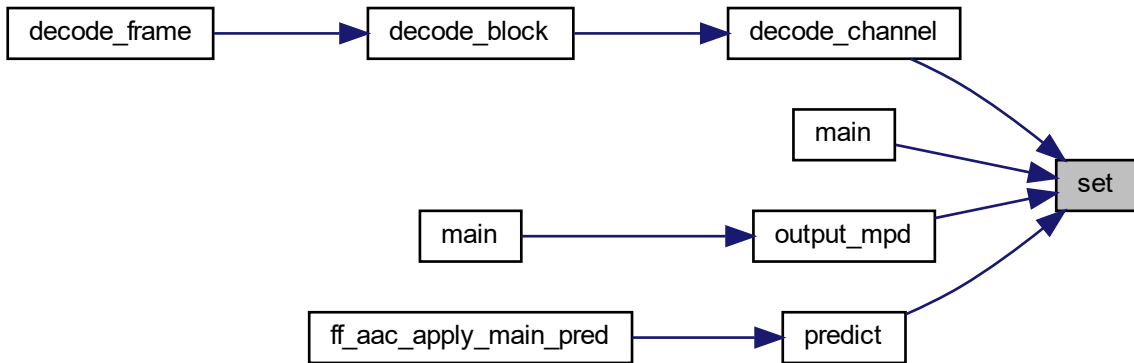 decode_frame
decode_block
decode_channel
main
set
main
output_mpd
ff_aac_apply_main_pred
predict